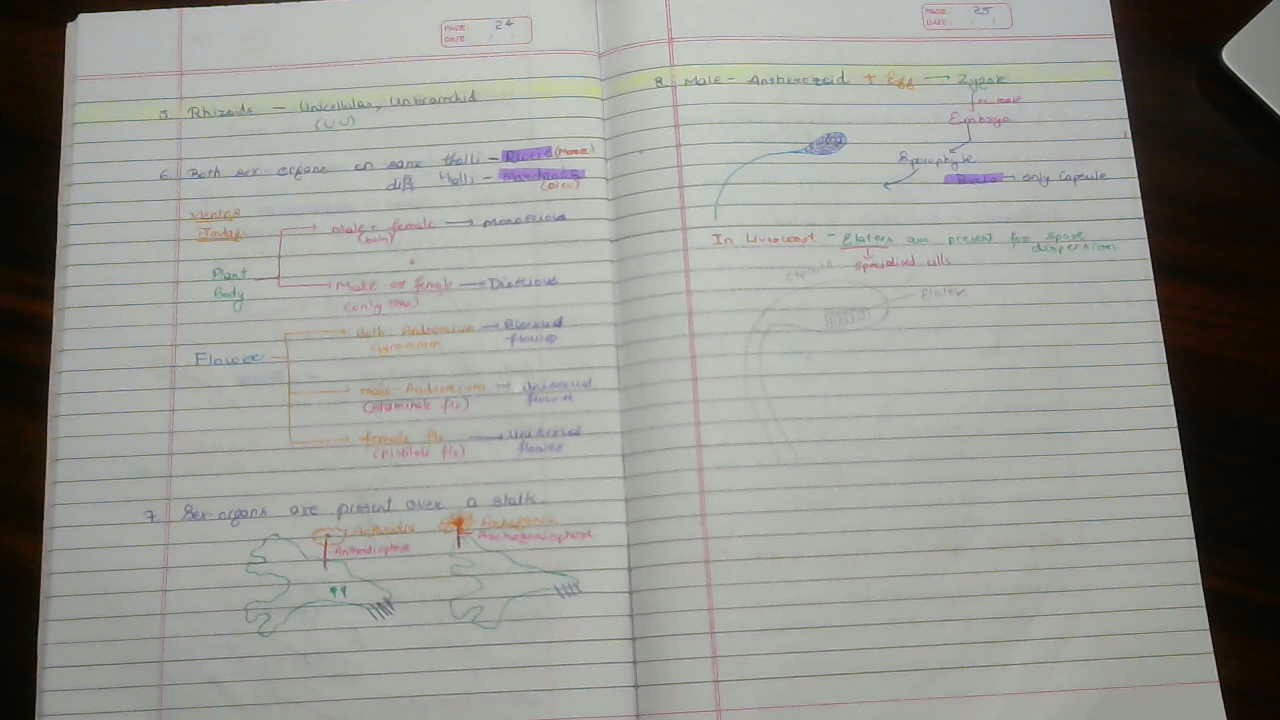 PAGE 24
DATE
5. Rhizoids - Unicellular, Unbranchd
(UU)
6. Both sex organs on same thalli - Riccia (Monoe)
diff thalli - Marchantia (Dioe)
Plant Body
Male + female (both) → monoecious
Male or female (only one) → Dioecious
Flower
Both Androecium Gynoecium → Bisexual flower
male Androecium (staminate flr) → Unisexual flower
female flr (pistilate flr) → Unisexual flower
7. Sex organs are present over a stalk.
Antheridia
Antheridiophore
Archegonia
Archegoniophore
PAGE 25
DATE
8. Male - Antherozoid + Egg → Zygote
Embryo
Sporophyte
Riccia → only Capsule
In Liverwort - Elaters are present for spore dispersion
↓
specialised cells
capsule
Elater